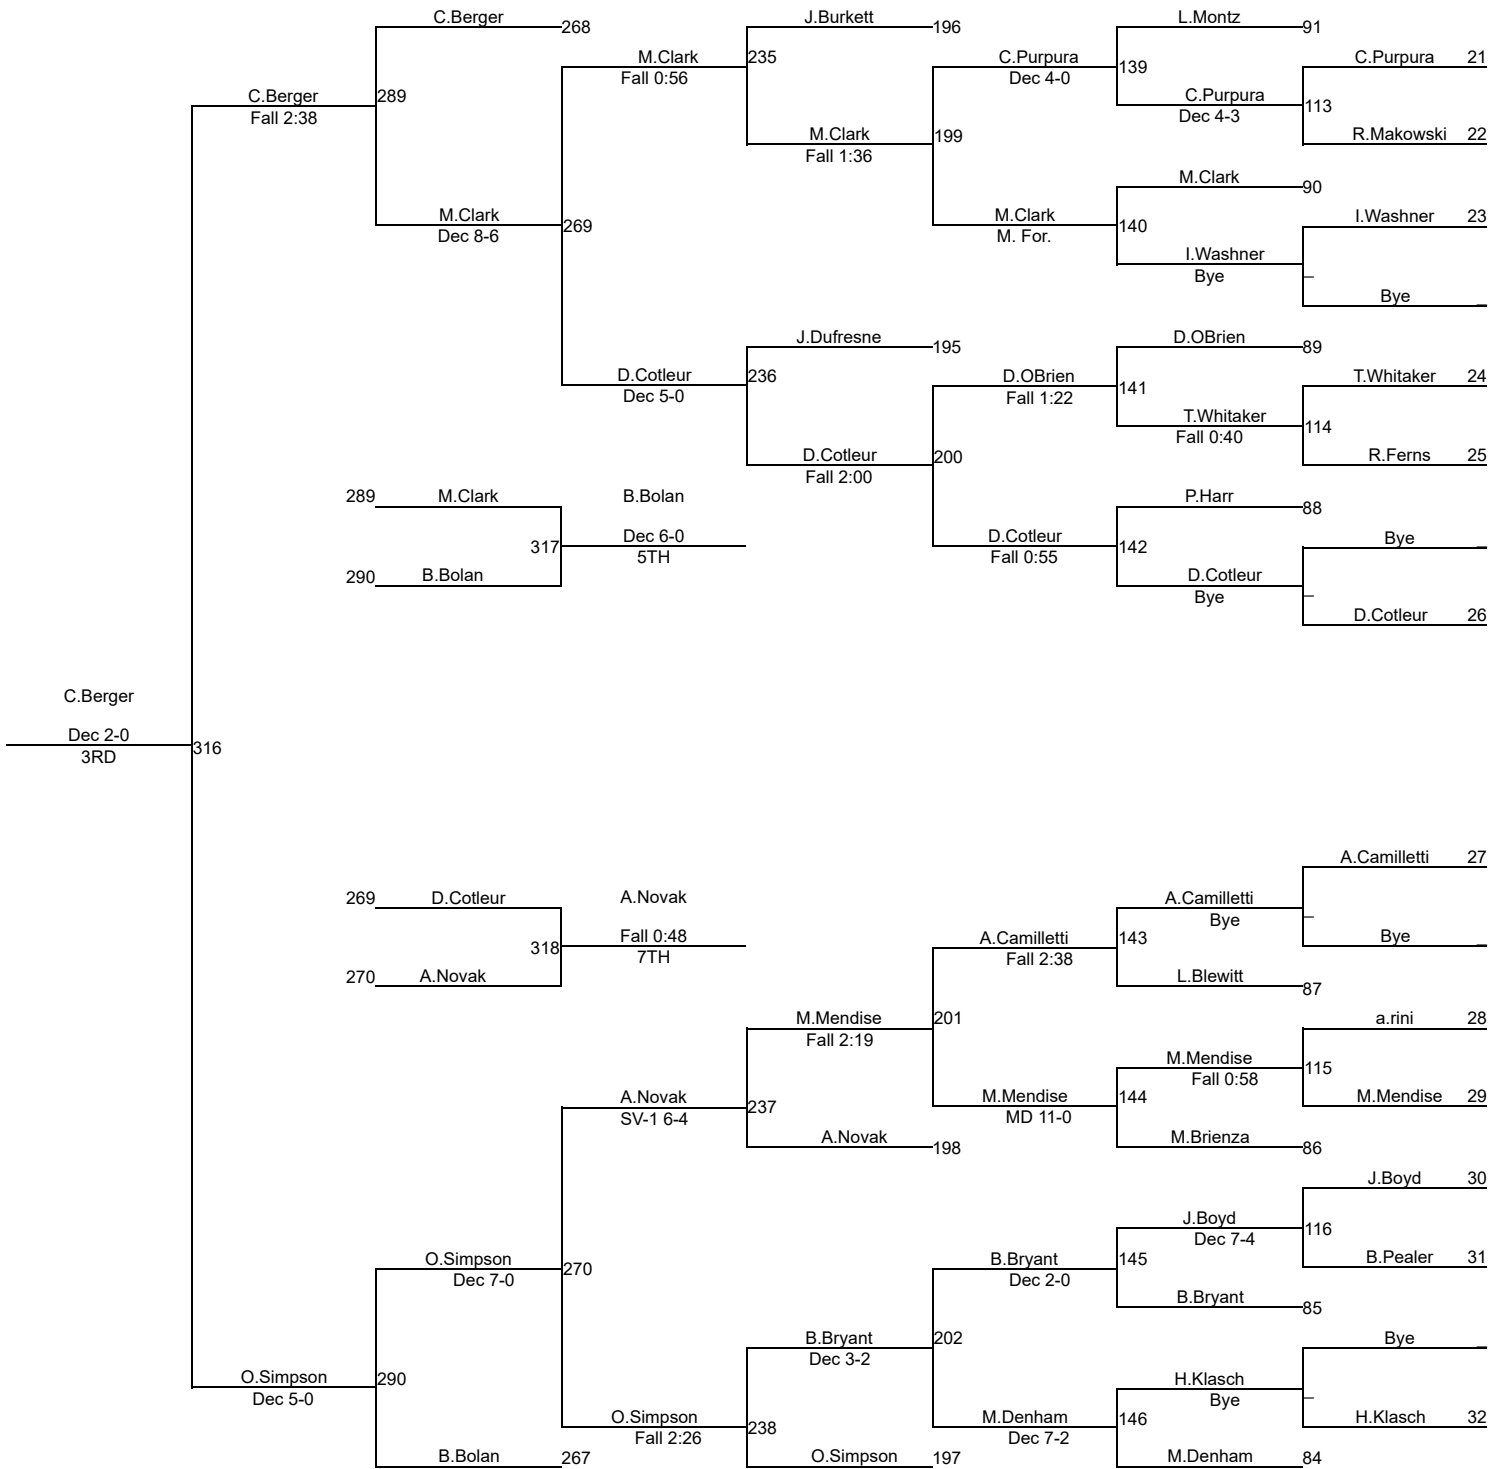 C.Berger
268
J.Burkett
196
L.Montz
91
M.Clark
Fall 0:56
235
C.Purpura
Dec 4-0
139
C.Purpura 21
C.Berger
Fall 2:38
289
C.Purpura
Dec 4-3
113
M.Clark
Fall 1:36
199
R.Makowski 22
M.Clark
90
M.Clark
Dec 8-6
269
M.Clark
M. For.
140
I.Washner 23
I.Washner
Bye
Bye
J.Dufresne
195
D.OBrien
89
D.Cotleur
Dec 5-0
236
D.OBrien
Fall 1:22
141
T.Whitaker 24
T.Whitaker
Fall 0:40
114
D.Cotleur
Fall 2:00
200
R.Ferns 25
289
M.Clark
B.Bolan
P.Harr
88
317
Dec 6-0
5TH
D.Cotleur
Fall 0:55
142
Bye
290
B.Bolan
D.Cotleur
Bye
D.Cotleur 26
C.Berger
Dec 2-0
3RD
316
A.Camilletti 27
269
D.Cotleur
A.Novak
A.Camilletti
Bye
318
Fall 0:48
7TH
A.Camilletti
Fall 2:38
143
Bye
270
A.Novak
L.Blewitt
87
M.Mendise
Fall 2:19
201
a.rini 28
M.Mendise
Fall 0:58
115
A.Novak
SV-1 6-4
237
M.Mendise
MD 11-0
144
M.Mendise 29
A.Novak
198
M.Brienza
86
J.Boyd 30
J.Boyd
Dec 7-4
116
O.Simpson
Dec 7-0
270
B.Bryant
Dec 2-0
145
B.Pealer 31
B.Bryant
85
B.Bryant
Dec 3-2
202
Bye
O.Simpson
Dec 5-0
290
H.Klasch
Bye
O.Simpson
Fall 2:26
238
M.Denham
Dec 7-2
146
H.Klasch 32
B.Bolan
267
O.Simpson
197
M.Denham
84